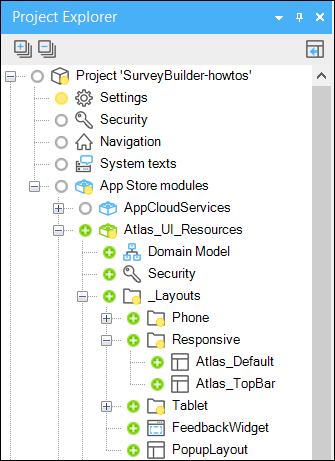 Project Explorer
Project 'SurveyBuilder-howtos'
Settings
Security
Navigation
System texts
App Store modules
AppCloudServices
Atlas_UI_Resources
Domain Model
Security
_Layouts
Phone
Responsive
Atlas_Default
Atlas_TopBar
Tablet
FeedbackWidget
PopupLayout